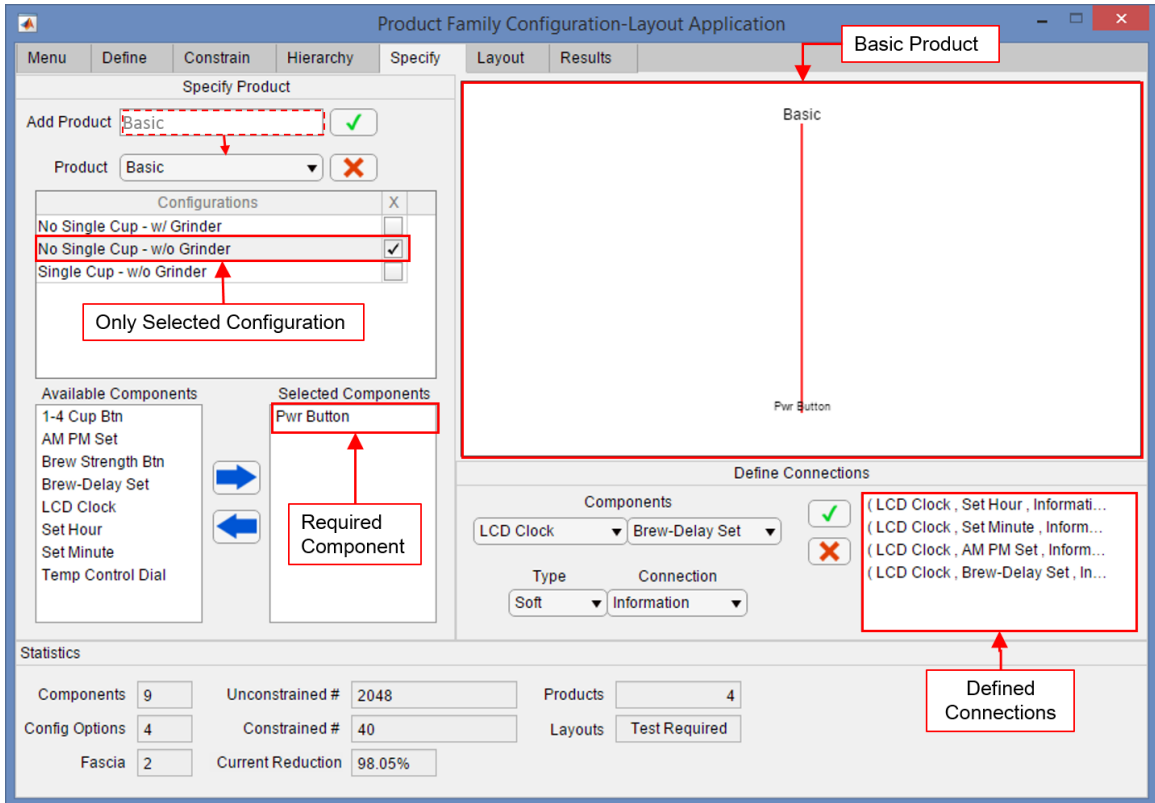 Product Family Configuration-Layout Application
Menu Define Constrain Hierarchy Specify Layout Results
Basic Product
Specify Product
Add Product Basic
Product Basic
Configurations X
No Single Cup - w/ Grinder
No Single Cup - w/o Grinder
Single Cup - w/o Grinder
Only Selected Configuration
Available Components
1-4 Cup Btn
AM PM Set
Brew Strength Btn
Brew-Delay Set
LCD Clock
Set Hour
Set Minute
Temp Control Dial
Selected Components
Pwr Button
Required
Component
Basic
Pwr Button
Define Connections
Components
LCD Clock Brew-Delay Set
Type Connection
Soft Information
( LCD Clock , Set Hour , Informati...
( LCD Clock , Set Minute , Inform...
( LCD Clock , AM PM Set , Inform...
( LCD Clock , Brew-Delay Set , In...
Defined
Connections
Statistics
Components 9 Unconstrained # 2048 Products 4
Config Options 4 Constrained # 40 Layouts Test Required
Fascia 2 Current Reduction 98.05%